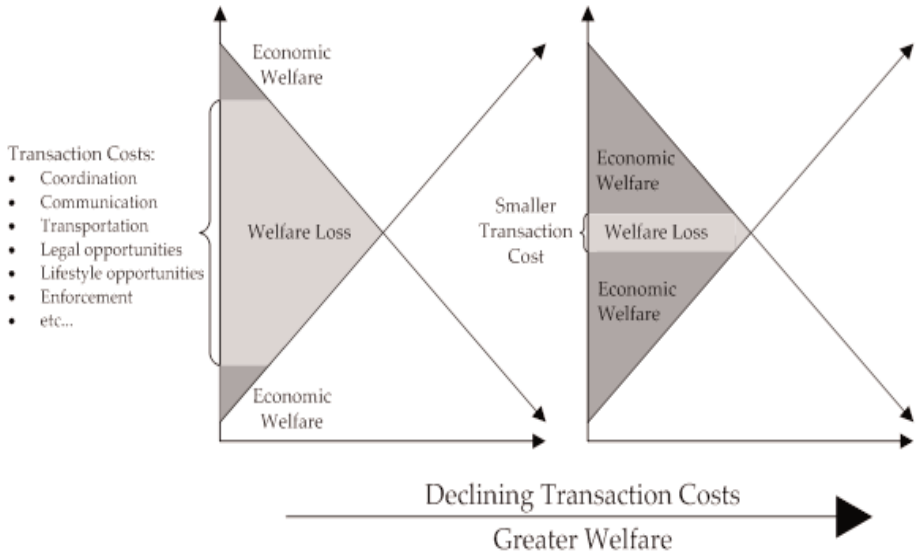 Economic
Welfare
Transaction Costs:
• Coordination
• Communication
• Transportation
• Legal opportunities
• Lifestyle opportunities
• Enforcement
• etc...
Welfare Loss
Economic
Welfare
Economic
Welfare
Smaller
Transaction
Cost
Welfare Loss
Economic
Welfare
Declining Transaction Costs
Greater Welfare